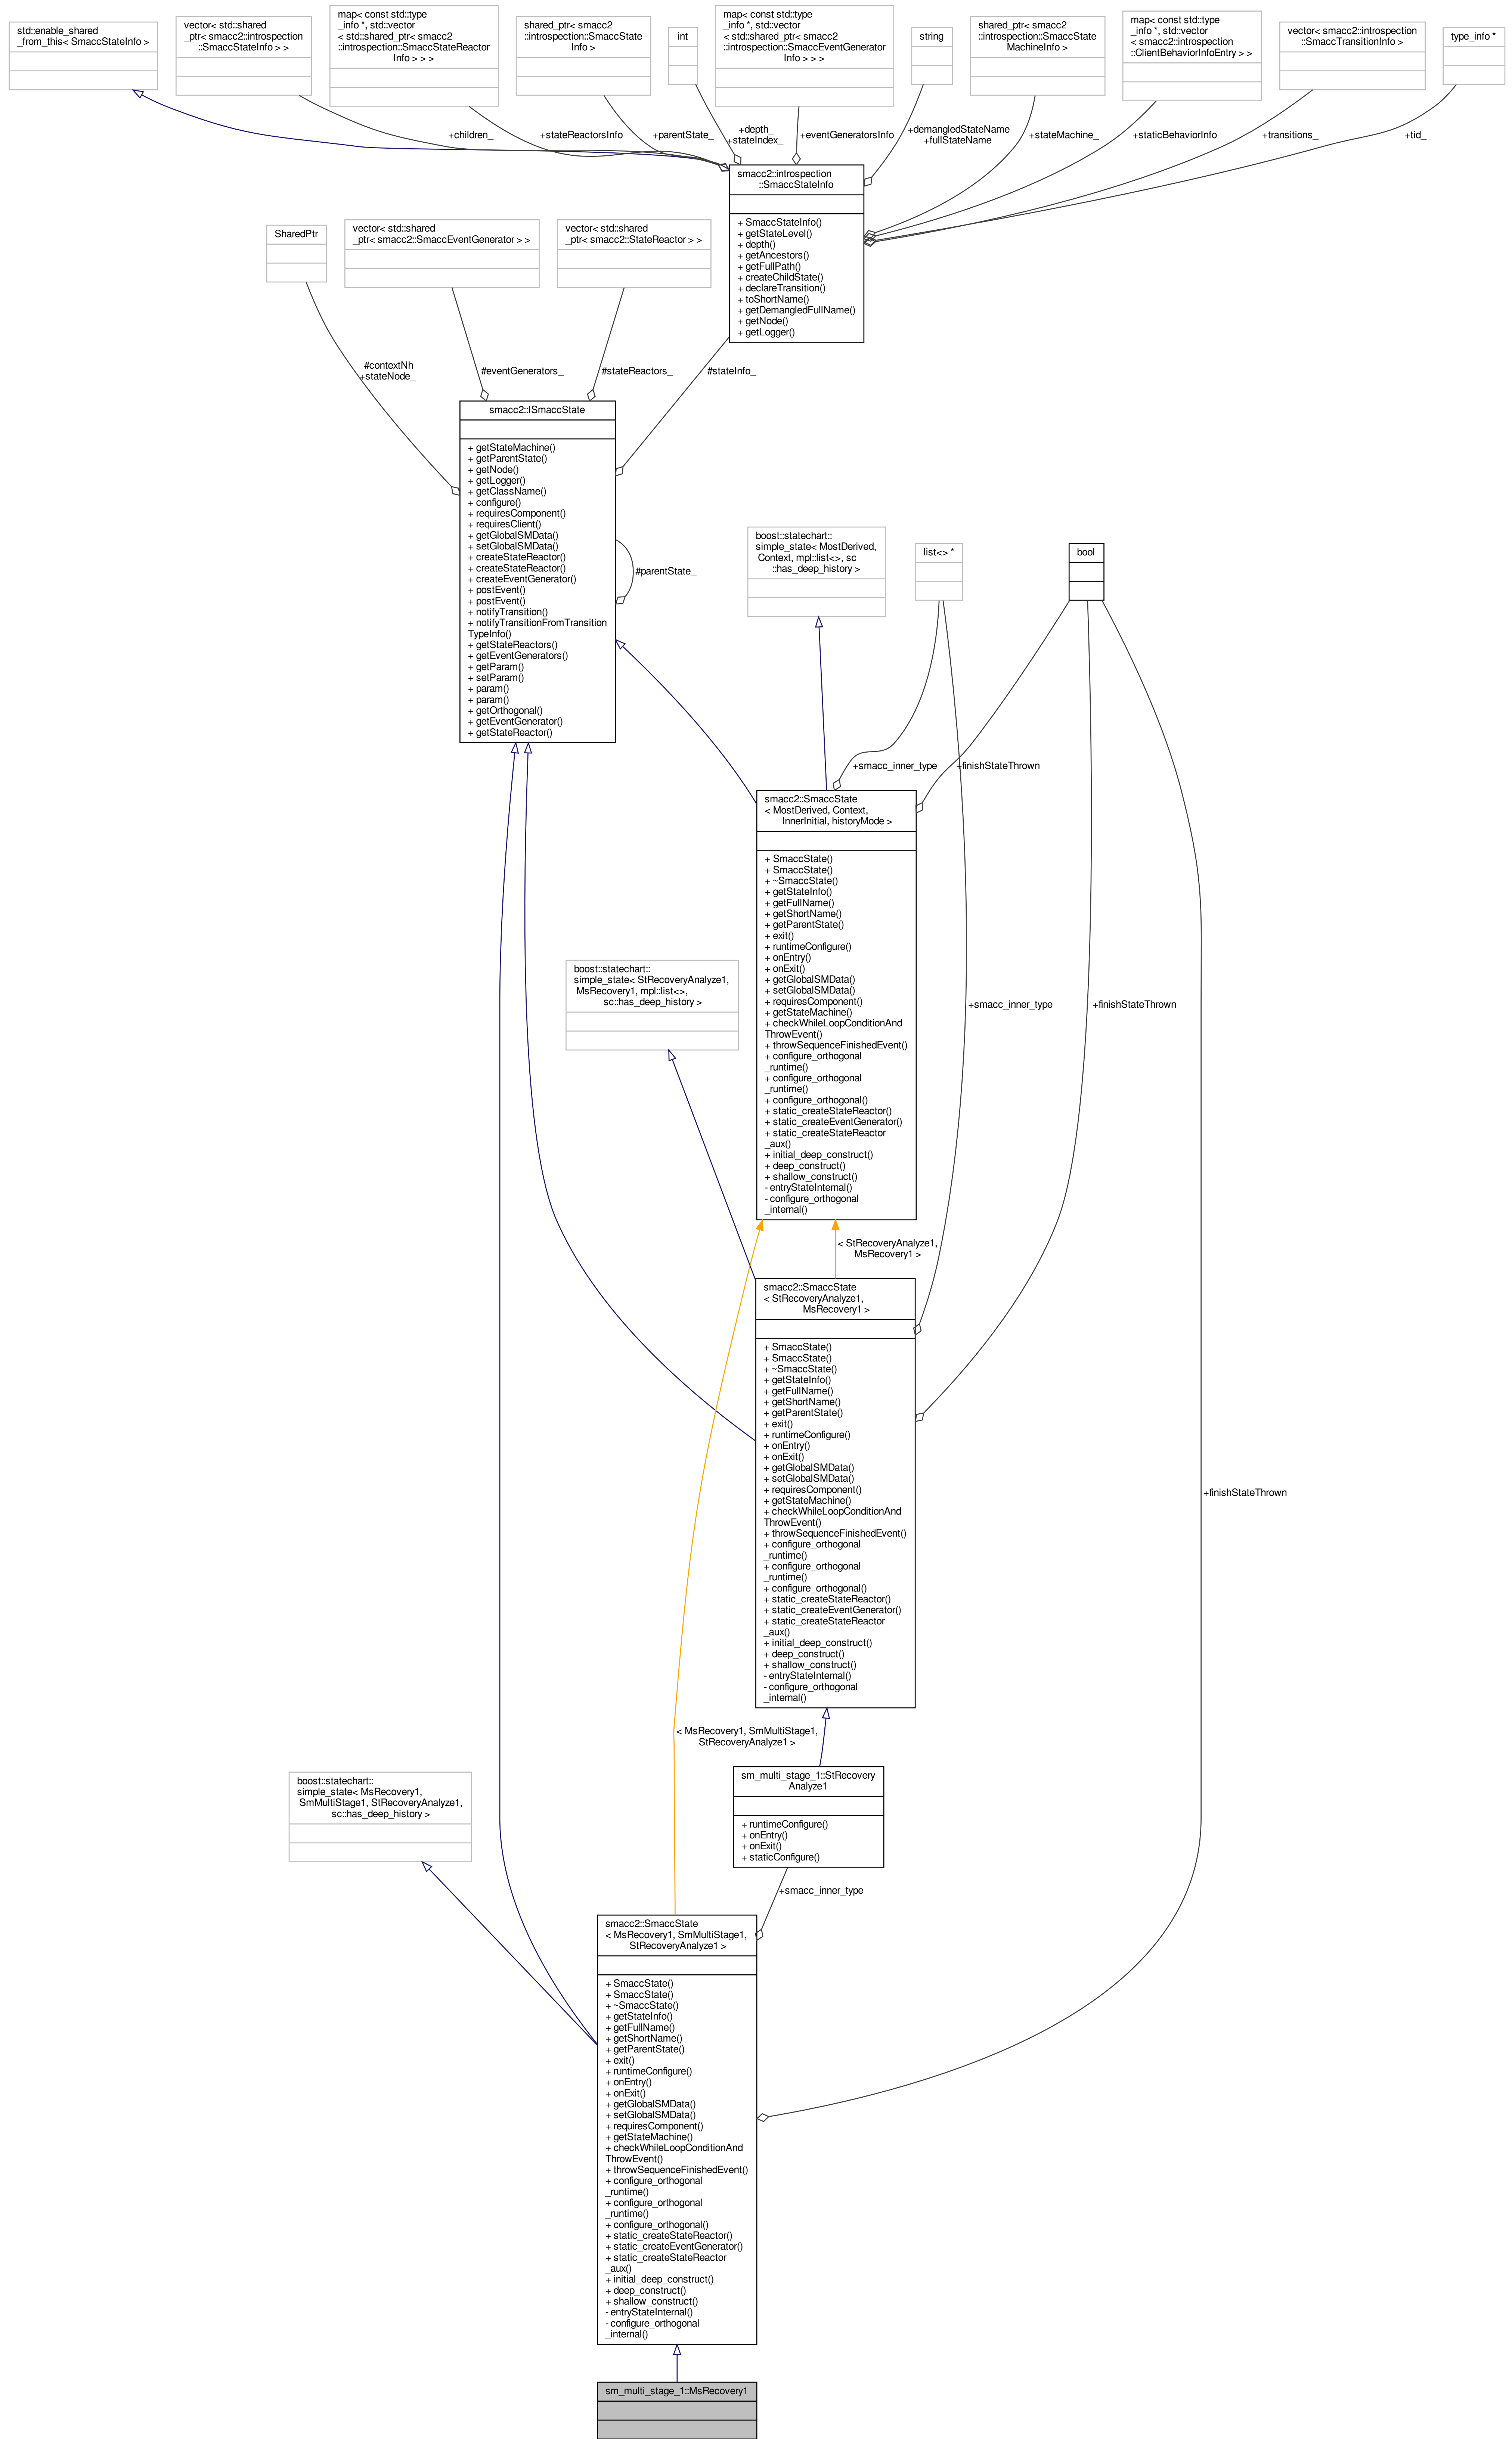 std::enable_shared
_from_this< SmaccStateInfo >
vector< std::shared
_ptr< smacc2::introspection
::SmaccStateInfo > >
map< const std::type
_info *, std::vector
< std::shared_ptr< smacc2
::introspection::SmaccStateReactor
Info > > >
shared_ptr< smacc2
::introspection::SmaccState
Info >
int
map< const std::type
_info *, std::vector
< std::shared_ptr< smacc2
::introspection::SmaccEventGenerator
Info > > >
string
shared_ptr< smacc2
::introspection::SmaccState
MachineInfo >
map< const std::type
_info *, std::vector
< smacc2::introspection
::ClientBehaviorInfoEntry > >
vector< smacc2::introspection
::SmaccTransitionInfo >
type_info *
+children_
+stateReactorsInfo
+parentState_
+depth_
+stateIndex_
+eventGeneratorsInfo
+demangledStateName
+fullStateName
+stateMachine_
+staticBehaviorInfo
+transitions_
+tid_
smacc2::introspection
::SmaccStateInfo
+ SmaccStateInfo()
+ getStateLevel()
+ depth()
+ getAncestors()
+ getFullPath()
+ createChildState()
+ declareTransition()
+ toShortName()
+ getDemangledFullName()
+ getNode()
+ getLogger()
SharedPtr
vector< std::shared
_ptr< smacc2::SmaccEventGenerator > >
vector< std::shared
_ptr< smacc2::StateReactor > >
#contextNh
+stateNode_
#eventGenerators_
#stateReactors_
#stateInfo_
smacc2::ISmaccState
+ getStateMachine()
+ getParentState()
+ getNode()
+ getLogger()
+ getClassName()
+ configure()
+ requiresComponent()
+ requiresClient()
+ getGlobalSMData()
+ setGlobalSMData()
+ createStateReactor()
+ createStateReactor()
+ createEventGenerator()
+ postEvent()
+ postEvent()
+ notifyTransition()
+ notifyTransitionFromTransition
TypeInfo()
+ getStateReactors()
+ getEventGenerators()
+ getParam()
+ setParam()
+ param()
+ param()
+ getOrthogonal()
+ getEventGenerator()
+ getStateReactor()
#parentState_
boost::statechart::
simple_state< MostDerived,
Context, mpl::list<>, sc
::has_deep_history >
list<> *
bool
+smacc_inner_type
+finishStateThrown
smacc2::SmaccState
< MostDerived, Context,
InnerInitial, historyMode >
+ SmaccState()
+ SmaccState()
+ ~SmaccState()
+ getStateInfo()
+ getFullName()
+ getShortName()
+ getParentState()
+ exit()
+ runtimeConfigure()
+ onEntry()
+ onExit()
+ getGlobalSMData()
+ setGlobalSMData()
+ requiresComponent()
+ getStateMachine()
+ checkWhileLoopConditionAnd
ThrowEvent()
+ throwSequenceFinishedEvent()
+ configure_orthogonal
_runtime()
+ configure_orthogonal
_runtime()
+ configure_orthogonal()
+ static_createStateReactor()
+ static_createEventGenerator()
+ static_createStateReactor
_aux()
+ initial_deep_construct()
+ deep_construct()
+ shallow_construct()
- entryStateInternal()
- configure_orthogonal
_internal()
boost::statechart::
simple_state< StRecoveryAnalyze1,
MsRecovery1, mpl::list<>,
sc::has_deep_history >
+smacc_inner_type
+finishStateThrown
< StRecoveryAnalyze1,
MsRecovery1 >
smacc2::SmaccState
< StRecoveryAnalyze1,
MsRecovery1 >
+ SmaccState()
+ SmaccState()
+ ~SmaccState()
+ getStateInfo()
+ getFullName()
+ getShortName()
+ getParentState()
+ exit()
+ runtimeConfigure()
+ onEntry()
+ onExit()
+ getGlobalSMData()
+ setGlobalSMData()
+ requiresComponent()
+ getStateMachine()
+ checkWhileLoopConditionAnd
ThrowEvent()
+ throwSequenceFinishedEvent()
+ configure_orthogonal
_runtime()
+ configure_orthogonal
_runtime()
+ configure_orthogonal()
+ static_createStateReactor()
+ static_createEventGenerator()
+ static_createStateReactor
_aux()
+ initial_deep_construct()
+ deep_construct()
+ shallow_construct()
- entryStateInternal()
- configure_orthogonal
_internal()
+finishStateThrown
< MsRecovery1, SmMultiStage1,
StRecoveryAnalyze1 >
boost::statechart::
simple_state< MsRecovery1,
SmMultiStage1, StRecoveryAnalyze1,
sc::has_deep_history >
sm_multi_stage_1::StRecovery
Analyze1
+ runtimeConfigure()
+ onEntry()
+ onExit()
+ staticConfigure()
+smacc_inner_type
smacc2::SmaccState
< MsRecovery1, SmMultiStage1,
StRecoveryAnalyze1 >
+ SmaccState()
+ SmaccState()
+ ~SmaccState()
+ getStateInfo()
+ getFullName()
+ getShortName()
+ getParentState()
+ exit()
+ runtimeConfigure()
+ onEntry()
+ onExit()
+ getGlobalSMData()
+ setGlobalSMData()
+ requiresComponent()
+ getStateMachine()
+ checkWhileLoopConditionAnd
ThrowEvent()
+ throwSequenceFinishedEvent()
+ configure_orthogonal
_runtime()
+ configure_orthogonal
_runtime()
+ configure_orthogonal()
+ static_createStateReactor()
+ static_createEventGenerator()
+ static_createStateReactor
_aux()
+ initial_deep_construct()
+ deep_construct()
+ shallow_construct()
- entryStateInternal()
- configure_orthogonal
_internal()
sm_multi_stage_1::MsRecovery1